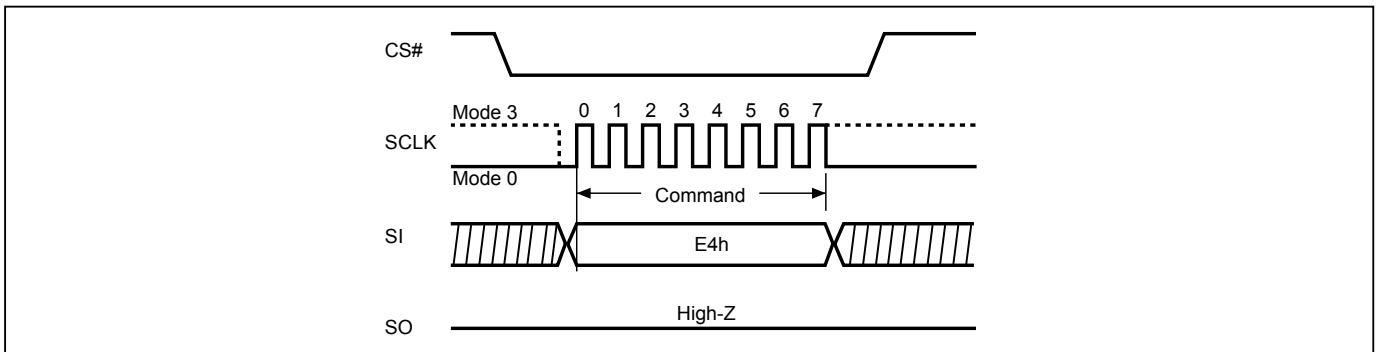 CS#
Mode 3
0 1 2 3 4 5 6 7
SCLK
Mode 0
Command
SI
E4h
High-Z
SO